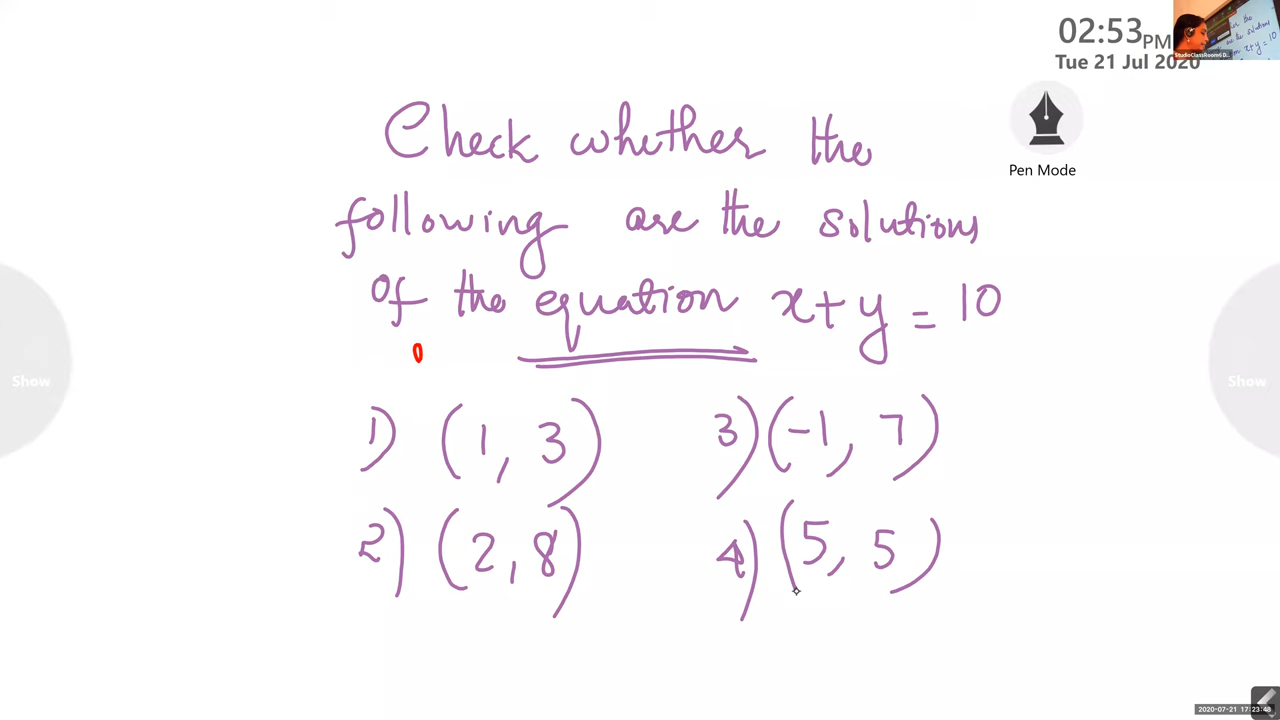 02:53PM
Tue 21 Jul 2020
Pen Mode
Check whether the
following are the solutions
of the equation x+y = 10
1) (1, 3) 3) (-1, 7)
2) (2, 8) 4) (5, 5)
Show Show
StudioClassRoom6 D...
2020-07-21 17:23:48